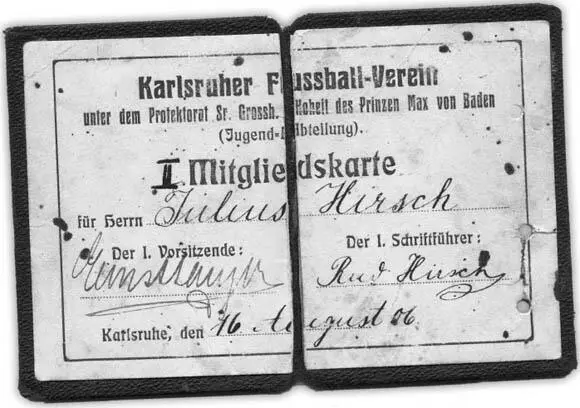 Karlsruher Fussball-Verein
unter dem Protektorat Sr. Grossh. Hoheit des Prinzen Max von Baden
(Jugend-Abteilung).
I Mitgliedskarte
für Herrn Julius Hirsch
Der I. Vorsitzende: Der I. Schriftführer:
Rud. Hirsch
Karlsruhe, den 16 August 06.